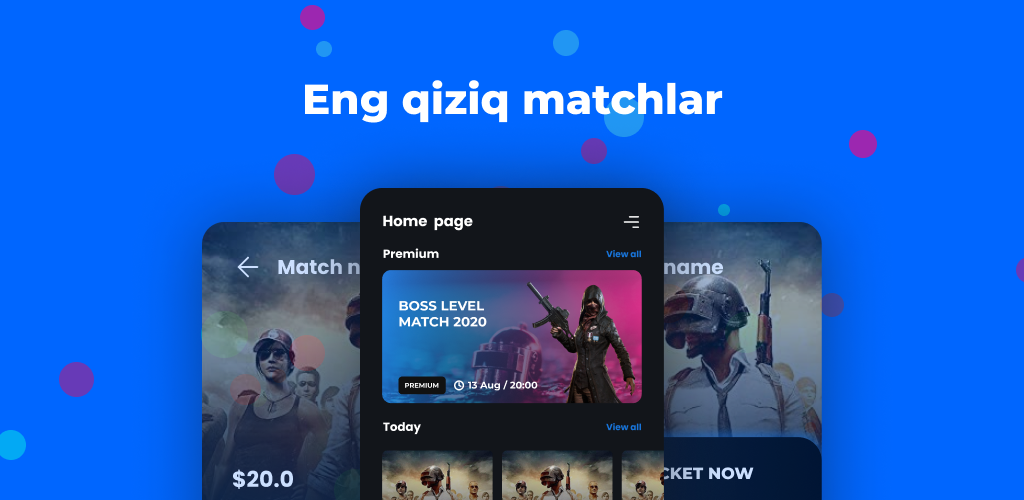 Eng qiziq matchlar
Home page
Premium
View all
BOSS LEVEL
MATCH 2020
PREMIUM
13 Aug / 20:00
Today
View all
Match n
$20.0
name
CKET NOW